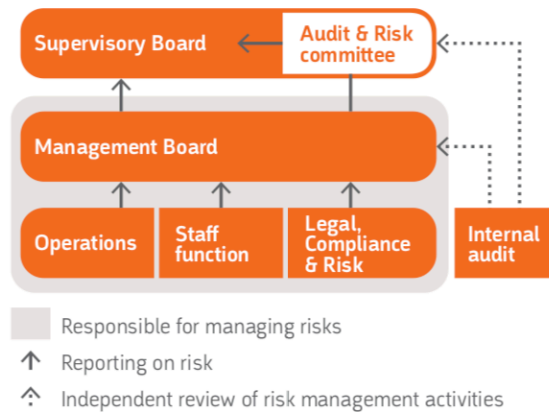 Supervisory Board
Audit & Risk
committee
Management Board
Operations
Staff
function
Legal,
Compliance
& Risk
Internal
audit
Responsible for managing risks
Reporting on risk
Independent review of risk management activities